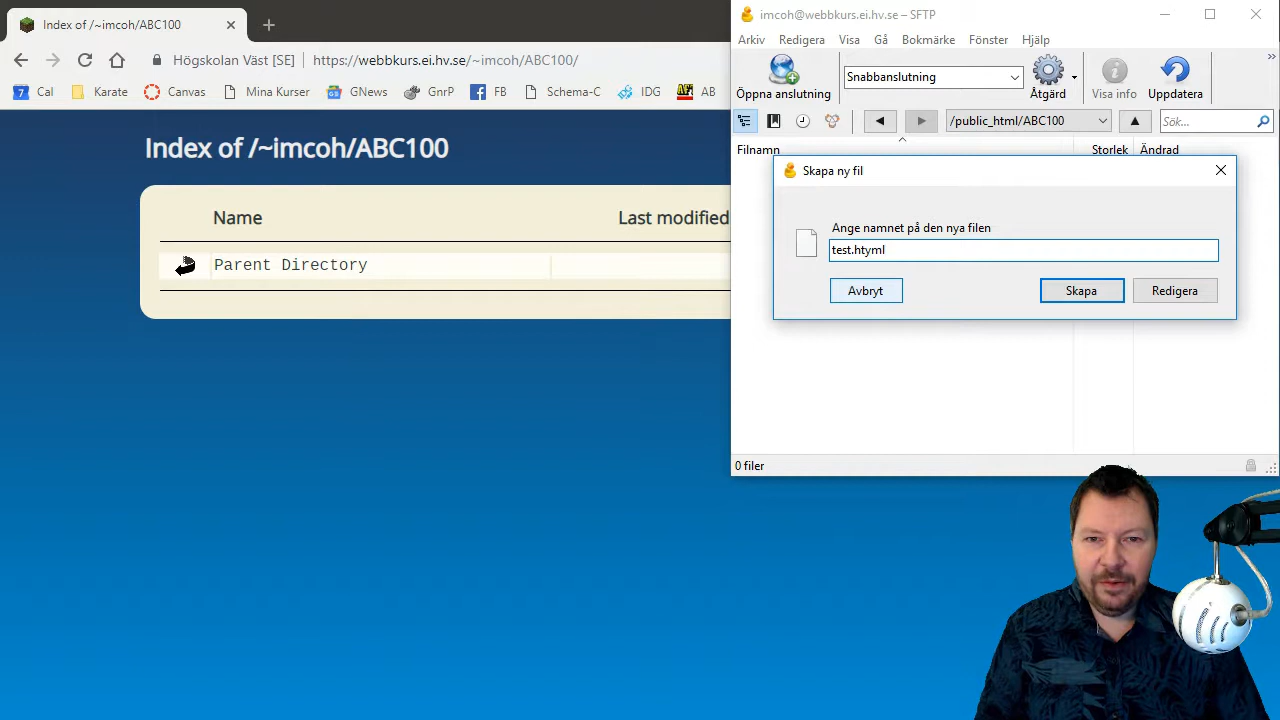 Index of /~imcoh/ABC100
Högskolan Väst [SE]
https://webbkurs.ei.hv.se/~imcoh/ABC100/
7 Cal
Karate
Canvas
Mina Kurser
GNews
GnrP
FB
Schema-C
IDG
AB
Index of /~imcoh/ABC100
Name
Last modified
Parent Directory
imcoh@webbkurs.ei.hv.se – SFTP
Arkiv Redigera Visa Gå Bokmärke Fönster Hjälp
Öppna anslutning
Snabbanslutning
Åtgärd
Visa info
Uppdatera
/public_html/ABC100
Sök...
Filnamn
Storlek
Ändrad
Skapa ny fil
Ange namnet på den nya filen
test.htyml
Avbryt
Skapa
Redigera
0 filer